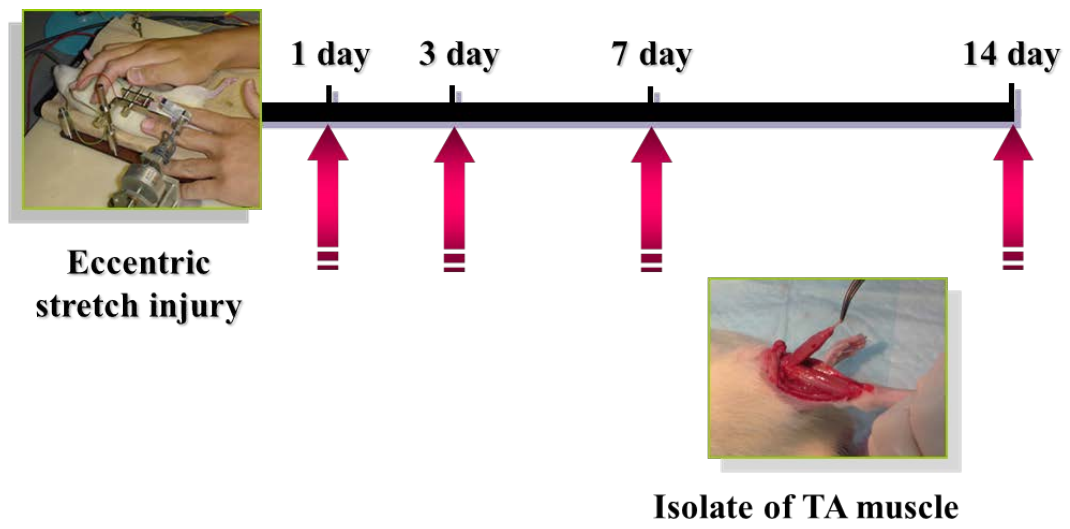 1 day
3 day
7 day
14 day
Eccentric
stretch injury
Isolate of TA muscle